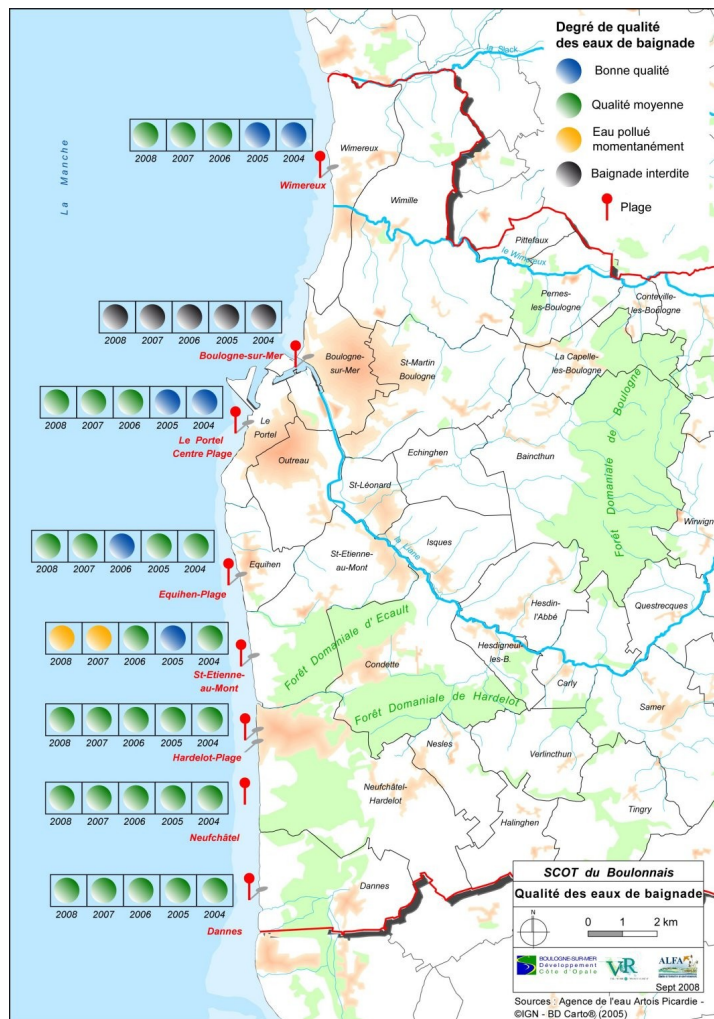 Degré de qualité
des eaux de baignade
Bonne qualité
Qualité moyenne
Eau pollué
momentanément
Baignade interdite
Plage
la Slack
La Manche
2008 2007 2006 2005 2004
Wimereux
Wimereux
Wimille
Pittefaux
le Wimereux
Pernes-
les-Boulogne
Conteville-
les-Boulogne
2008 2007 2006 2005 2004
Boulogne-sur-Mer
Boulogne-
sur-Mer
St-Martin
Boulogne
La Capelle-
les-Boulogne
2008 2007 2006 2005 2004
Le Portel
Centre Plage
Le
Portel
Outreau
Echinghen
Baincthun
Forêt Domaniale de Boulogne
St-Léonard
la Liane
Isques
Wirwign
2008 2007 2006 2005 2004
Equihen-Plage
Equihen
St-Etienne-
au-Mont
Hesdin-
l'Abbé
Questrecques
2008 2007 2006 2005 2004
St-Etienne-
au-Mont
Forêt Domaniale d'Ecault
Condette
Hesdigneul-
les-B.
Carly
Samer
Forêt Domaniale de Hardelot
2008 2007 2006 2005 2004
Hardelot-Plage
Nesles
Verlincthun
Neufchâtel-
Hardelot
Tingry
Halinghen
2008 2007 2006 2005 2004
Neufchâtel
2008 2007 2006 2005 2004
Dannes
Dannes
SCOT du Boulonnais
Qualité des eaux de baignade
N
0 1 2 km
BOULOGNE-SUR-MER
Développement
Côte d'Opale
ALFA
Sept 2008
Sources : Agence de l'eau Artois Picardie -
©IGN - BD Carto® (2005)